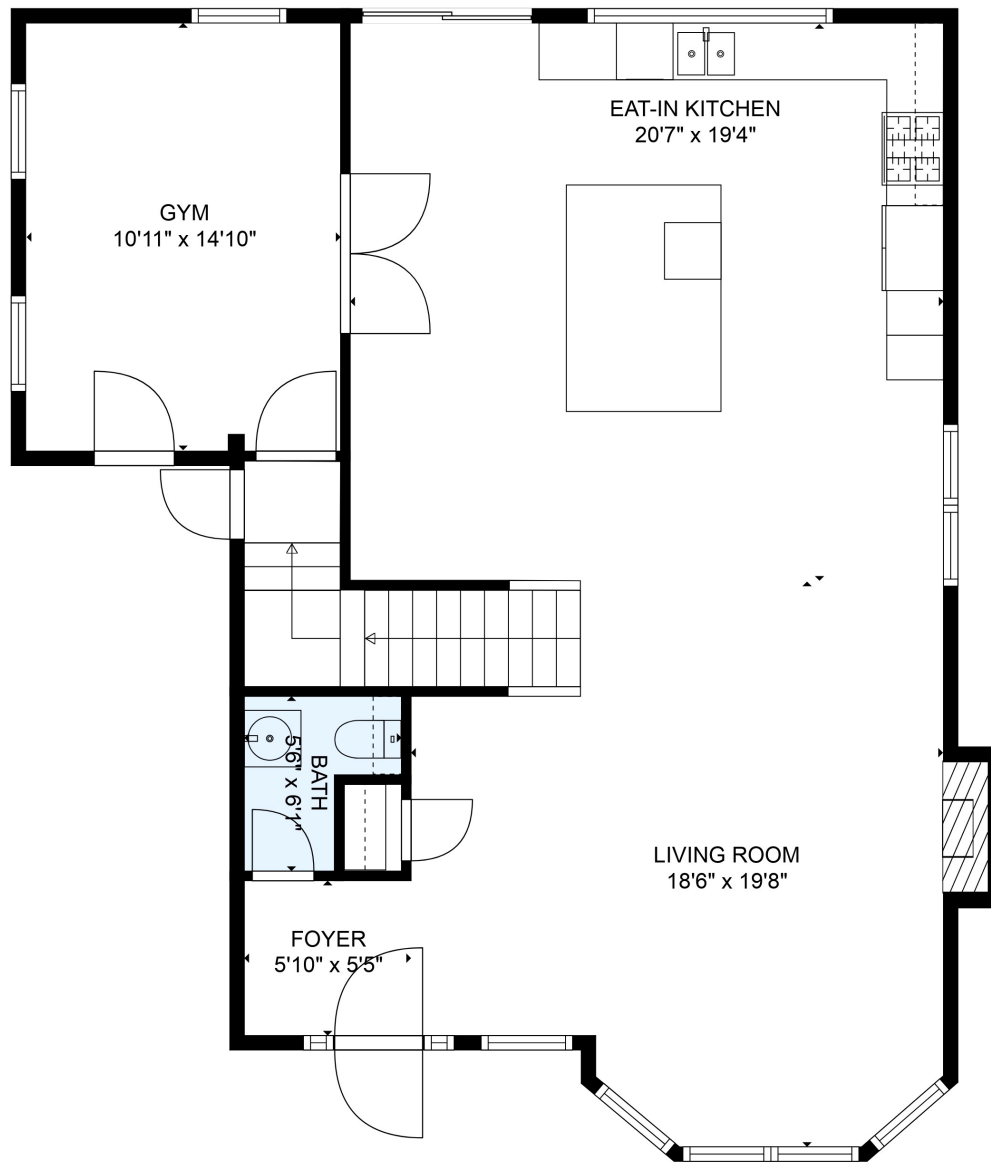 EAT-IN KITCHEN
20'7" x 19'4"
GYM
10'11" x 14'10"
BATH
5'6" x 6'1"
LIVING ROOM
18'6" x 19'8"
FOYER
5'10" x 5'5"